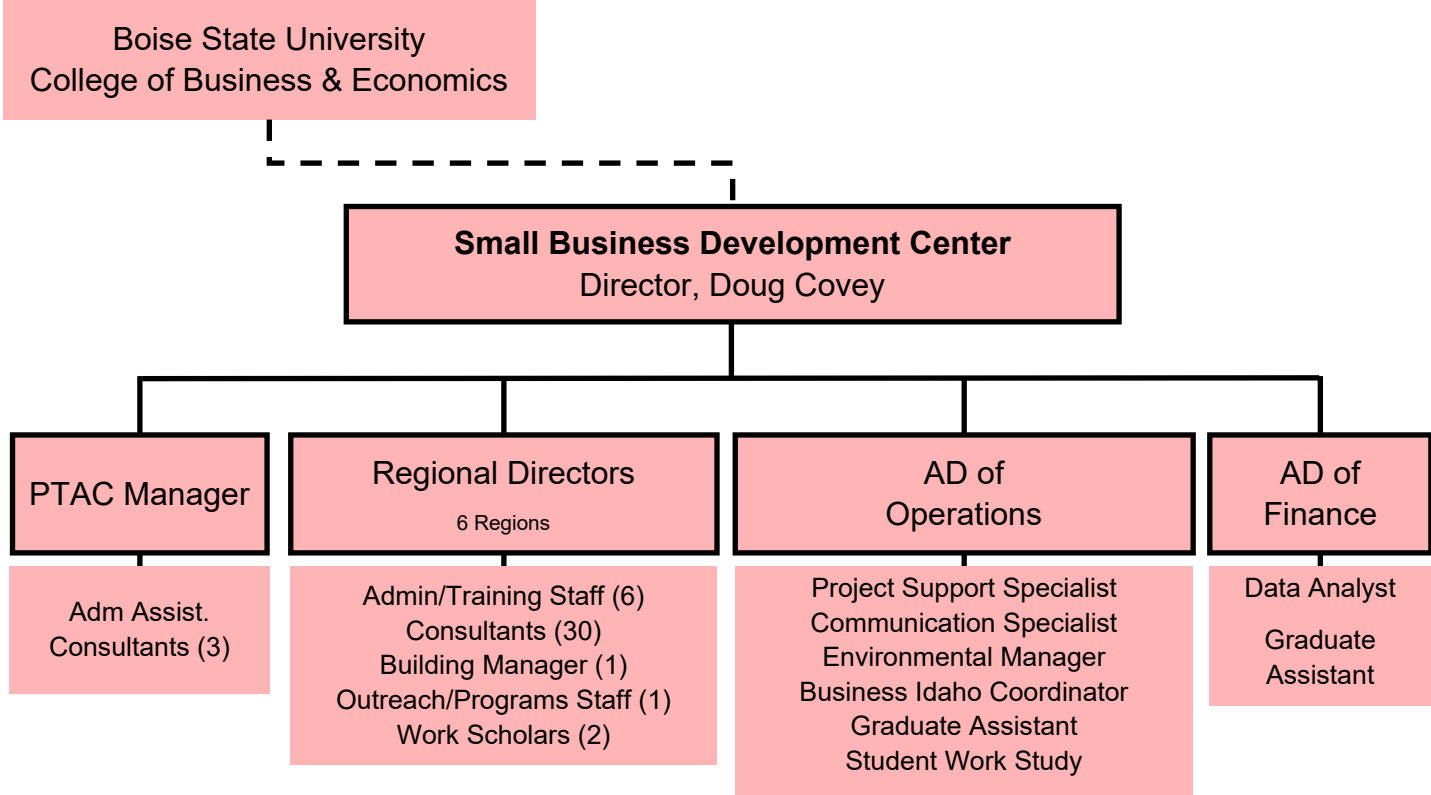 Boise State University
College of Business & Economics
Small Business Development Center
Director, Doug Covey
PTAC Manager
Regional Directors
6 Regions
AD of
Operations
AD of
Finance
Adm Assist.
Consultants (3)
Admin/Training Staff (6)
Consultants (30)
Building Manager (1)
Outreach/Programs Staff (1)
Work Scholars (2)
Project Support Specialist
Communication Specialist
Environmental Manager
Business Idaho Coordinator
Graduate Assistant
Student Work Study
Data Analyst
Graduate
Assistant